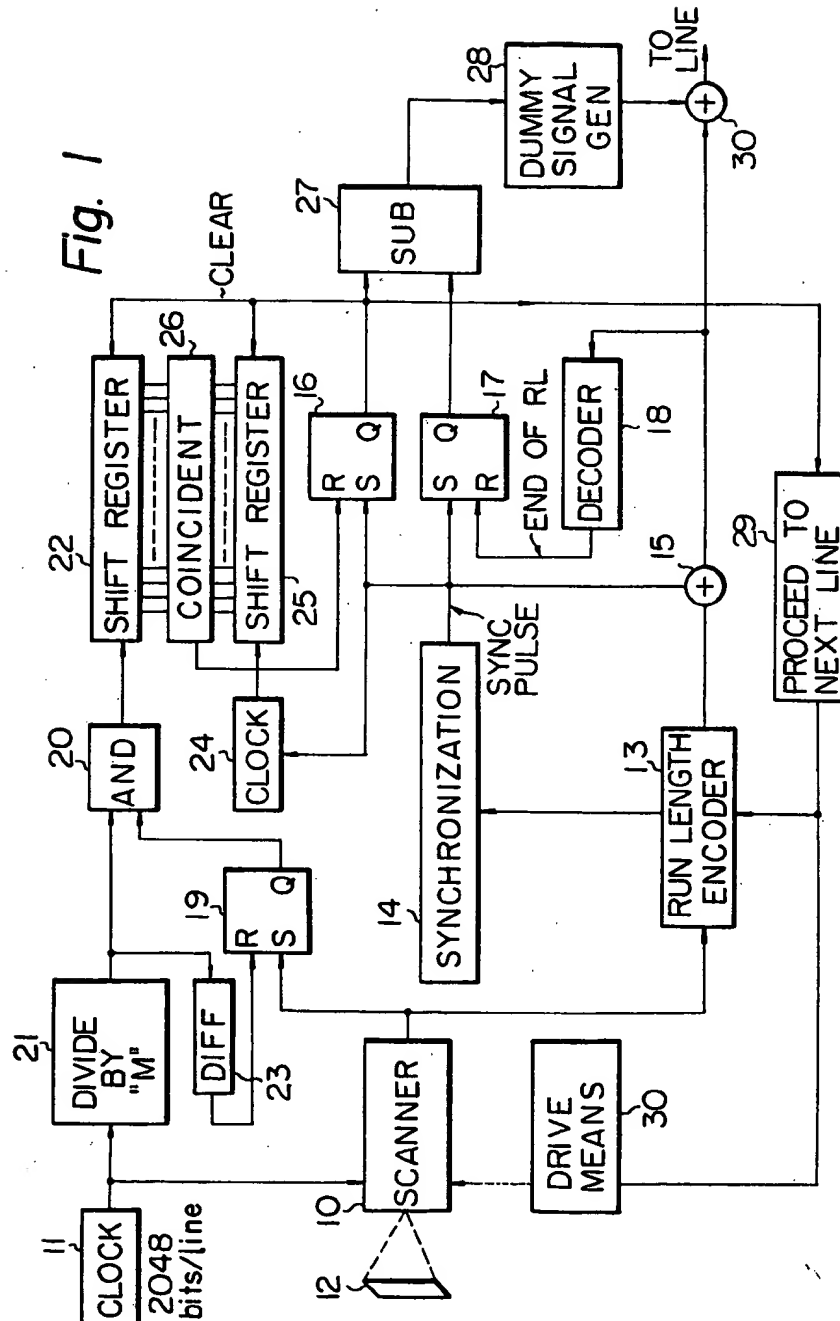 Fig. 1
11
CLOCK
2048
bits/line
21
DIVIDE
BY
"M"
DIFF
23
20
AND
19
R
S
Q
22
SHIFT REGISTER
COINCIDENT
26
SHIFT REGISTER
25
CLEAR
24
CLOCK
16
R
S
Q
27
SUB
28
DUMMY
SIGNAL
GEN
17
S
Q
R
END OF RL
DECODER
18
12
10
SCANNER
14
SYNCHRONIZATION
SYNC
PULSE
15
+
30
+
TO
LINE
13
RUN LENGTH
ENCODER
DRIVE
MEANS
30
29
PROCEED TO
NEXT LINE